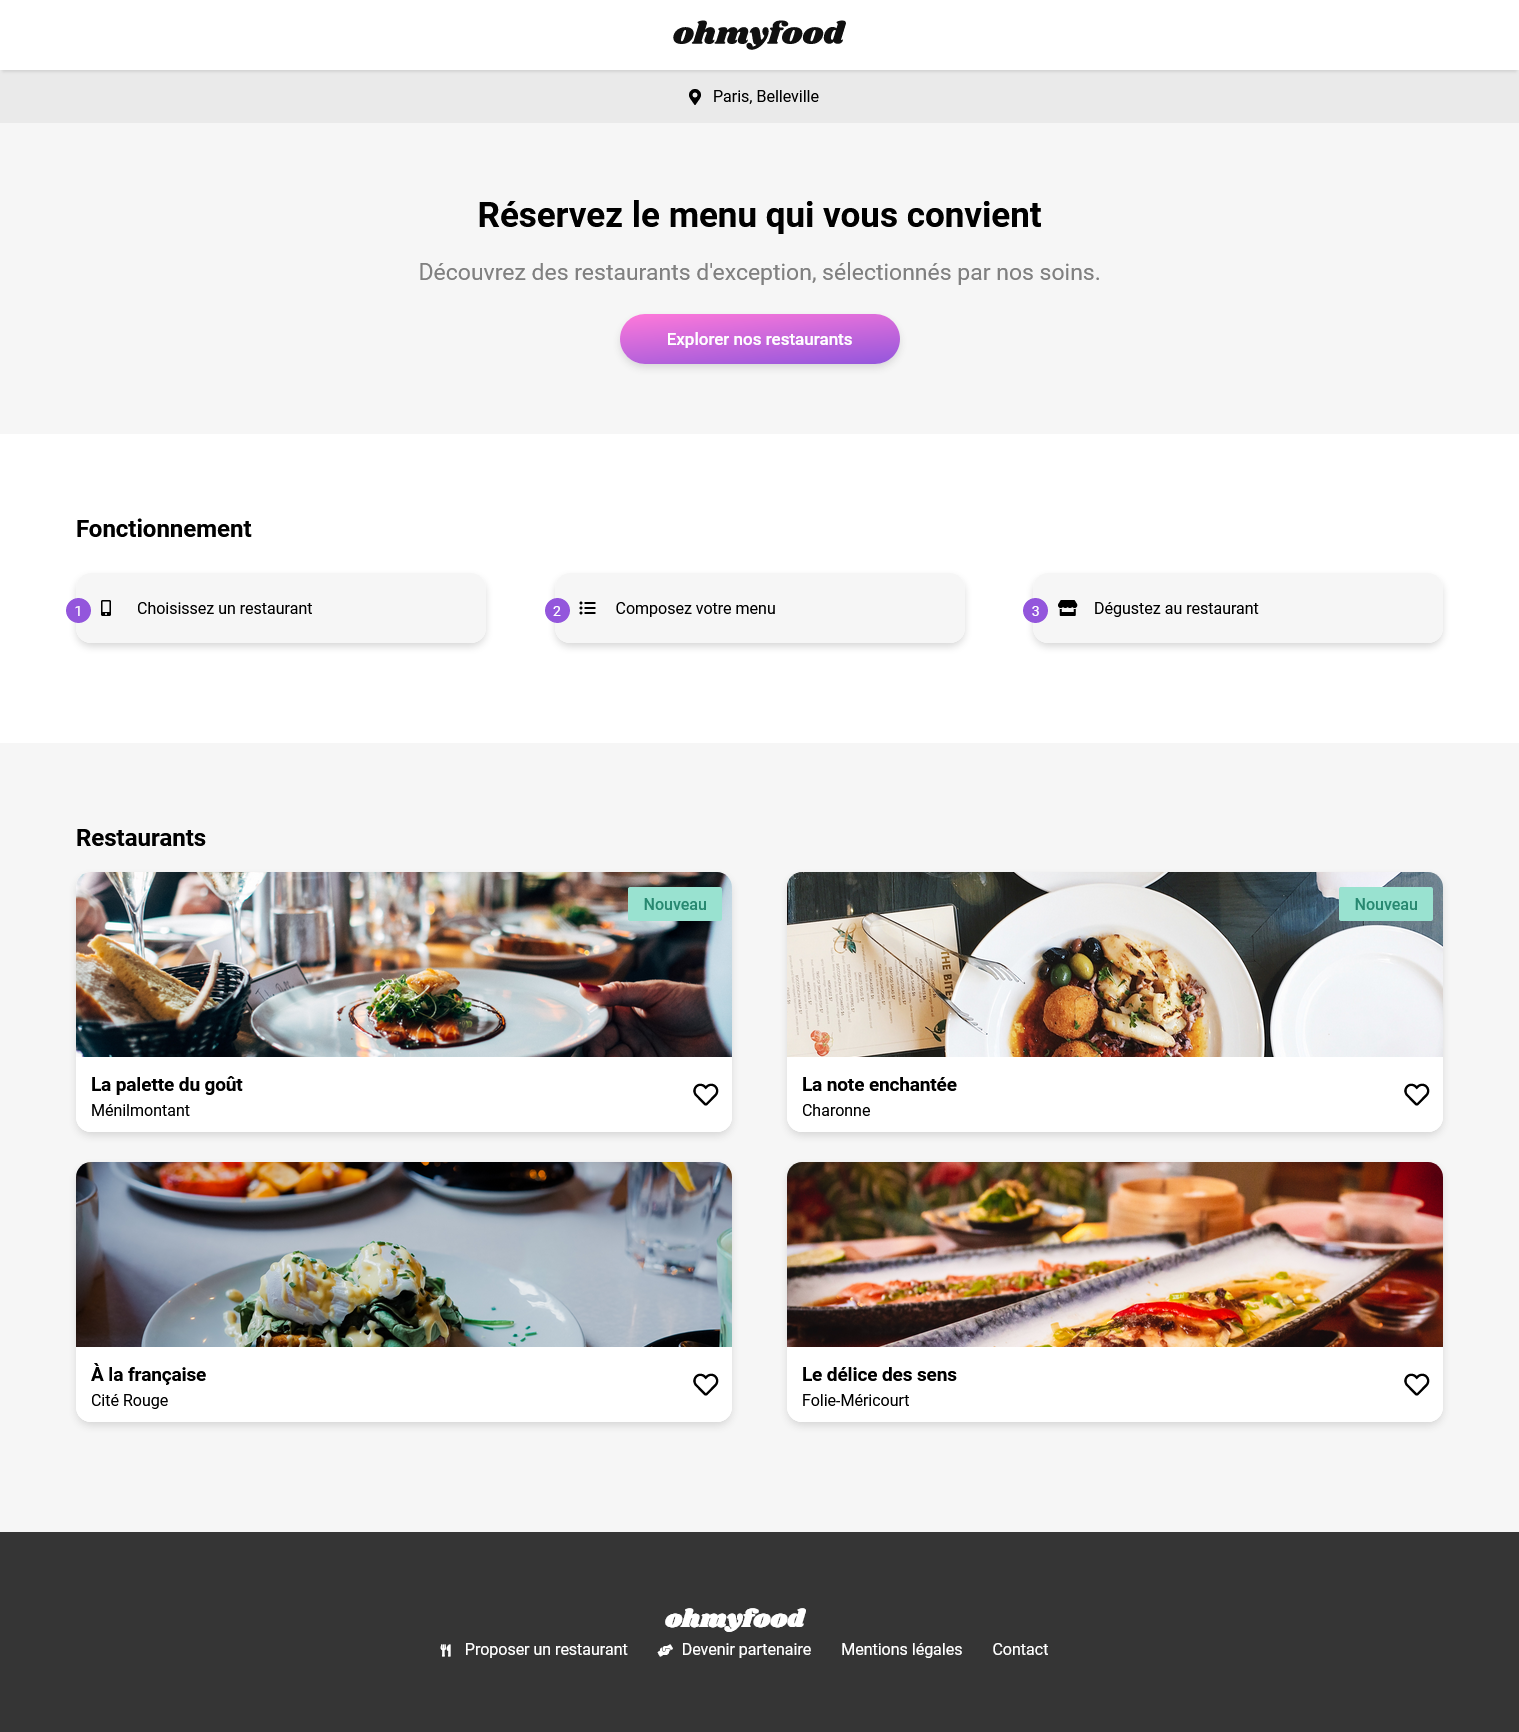 ohmyfood
Paris, Belleville
Réservez le menu qui vous convient
Découvrez des restaurants d'exception, sélectionnés par nos soins.
Explorer nos restaurants
Fonctionnement
1 Choisissez un restaurant
2 Composez votre menu
3 Dégustez au restaurant
Restaurants
Nouveau
THE BITE
La palette du goût
Ménilmontant
Nouveau
La note enchantée
Charonne
À la française
Cité Rouge
Le délice des sens
Folie-Méricourt
ohmyfood
Proposer un restaurant Devenir partenaire Mentions légales Contact